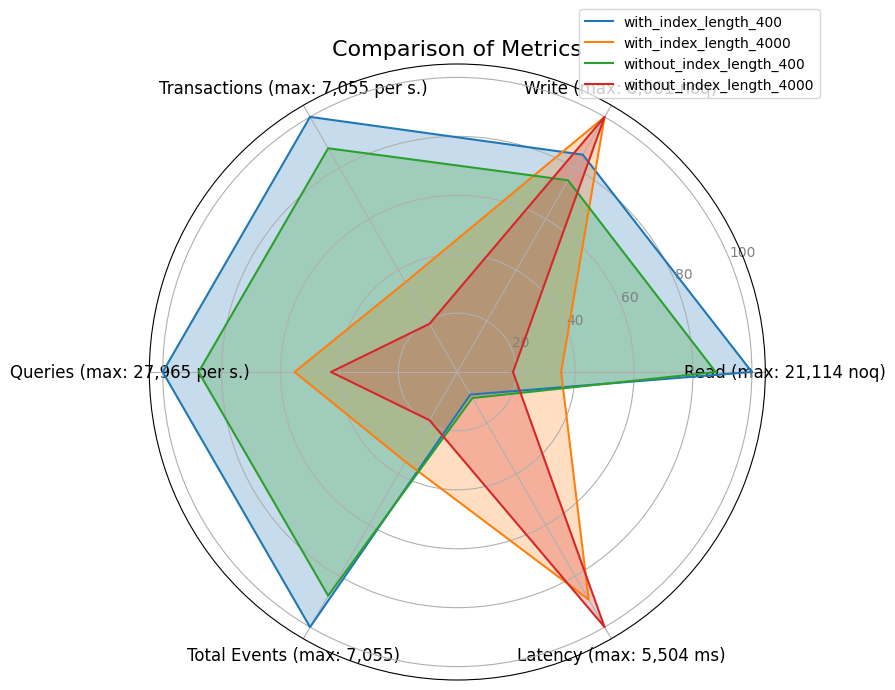 with_index_length_400
with_index_length_4000
without_index_length_400
without_index_length_4000
Comparison of Metrics
Transactions (max: 7,055 per s.)
Write (max: noq)
100
80
60
40
20
Queries (max: 27,965 per s.)
Read (max: 21,114 noq)
Total Events (max: 7,055)
Latency (max: 5,504 ms)